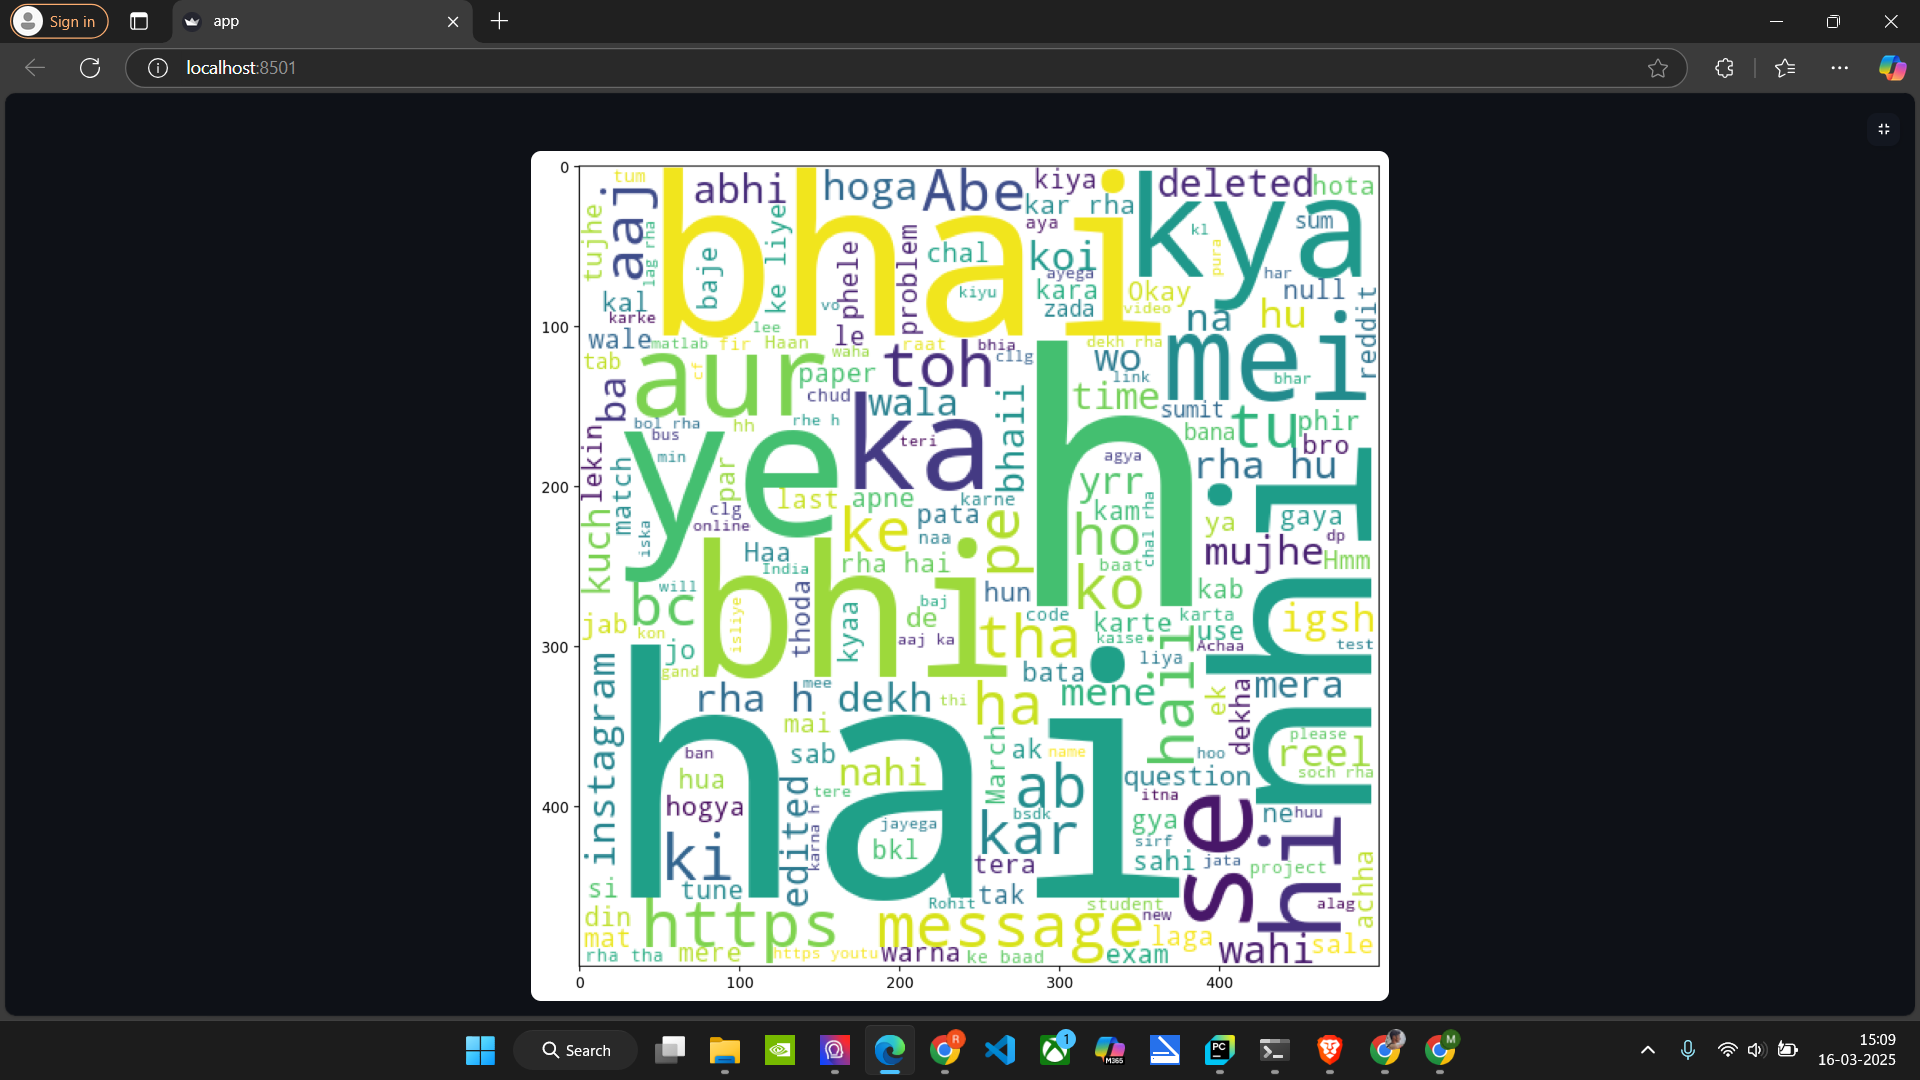 Sign in
app
localhost:8501
0
100
200
300
400
0
100
200
300
400
tum
abhi
hoga
Abe
kiya
deleted
hota
aaj
bhai
kya
kar rha
sum
tujhe
lag rha
ke liye
aya
kl
baje
phele
problem
chal
koi
pura
ayega
har
kal
vo
kiyu
kara
Okay
null
karke
zada
video
na
hu
reddit
wale
matlab
lee
fir
Haan
le
waha
raat
bhia
cllg
dekh rha
wo
mei
tab
aur
cf
paper
toh
link
bhar
ba
chud
wala
bhaii
time
sumit
tu
phir
bol rha
bus
hh
rhe h
ka
teri
h
bana
bro
lekin
min
ye
agya
rha hu
match
par
last
apne
karne
yrr
nhi
kuch
clg
online
ke
pata
naa
pe
kam
chal rha
ya
gaya
iska
Haa
ho
mujhe
dp
Hmm
India
rha hai
baat
will
bc
bhi
thoda
hun
ko
kab
jab
kon
isliye
kyaa
baj
de
aaj ka
code
tha
karte
karta
kaise
use
igsh
Achaa
test
jo
gand
bata
liya
instagram
hai
rha h
mee
dekh
thi
ha
mene
haii
ek
dekha
mera
mai
please
ban
sab
nahi
March
ak
name
hoo
reel
soch rha
hua
tere
ab
question
itna
hogya
edited
karna h
jayega
bsdk
kar
gya
se
ne
huu
hi
ki
bkl
tera
sirf
sahi
jata
project
achha
si
tune
tak
Rohit
student
new
alag
din
https
message
laga
wahi
sale
mat
rha tha
mere
https youtu
warna
ke baad
exam
Search
R
1
M365
PC
M
15:09
16-03-2025